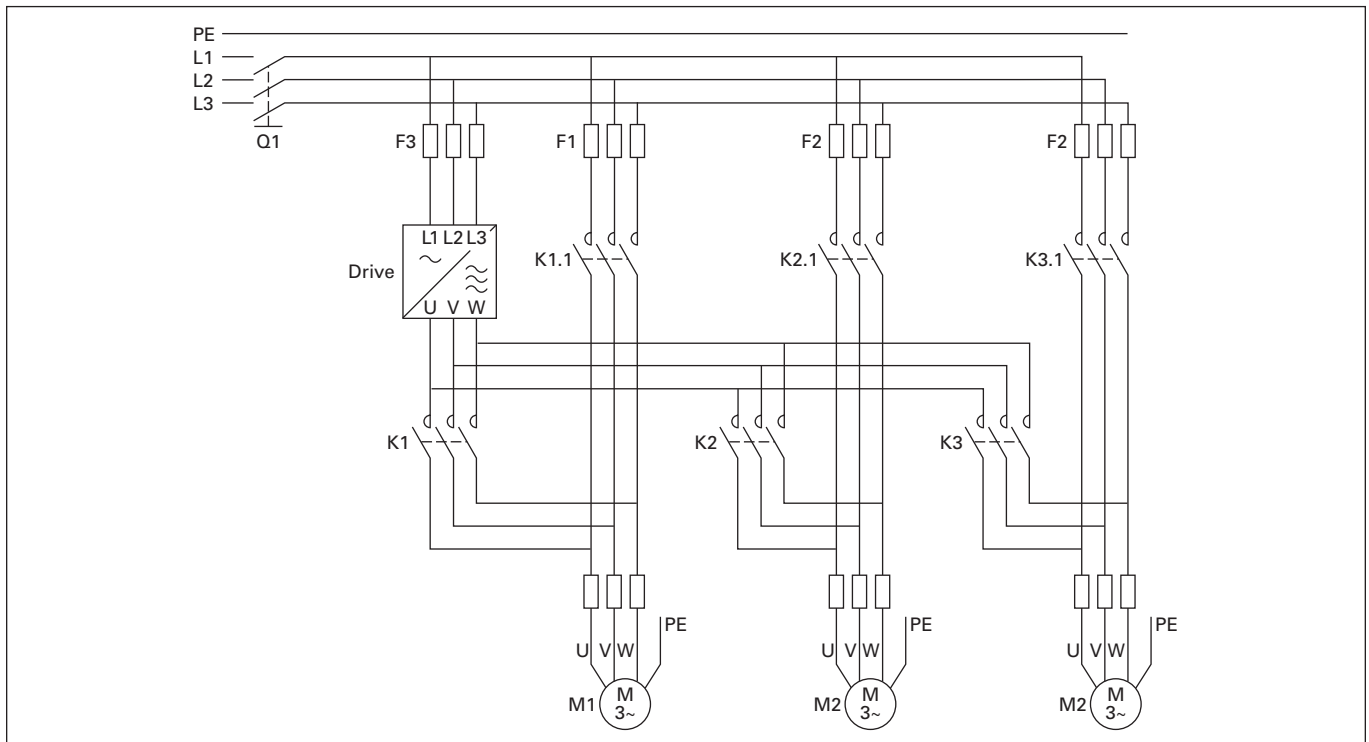 PE
L1
L2
L3
Q1 F3 F1 F2 F2
L1 L2 L3
K1.1 K2.1 K3.1
Drive
U V W
K1 K2 K3
PE PE PE
U V W U V W U V W
M1 M 3~ M2 M 3~ M2 M 3~